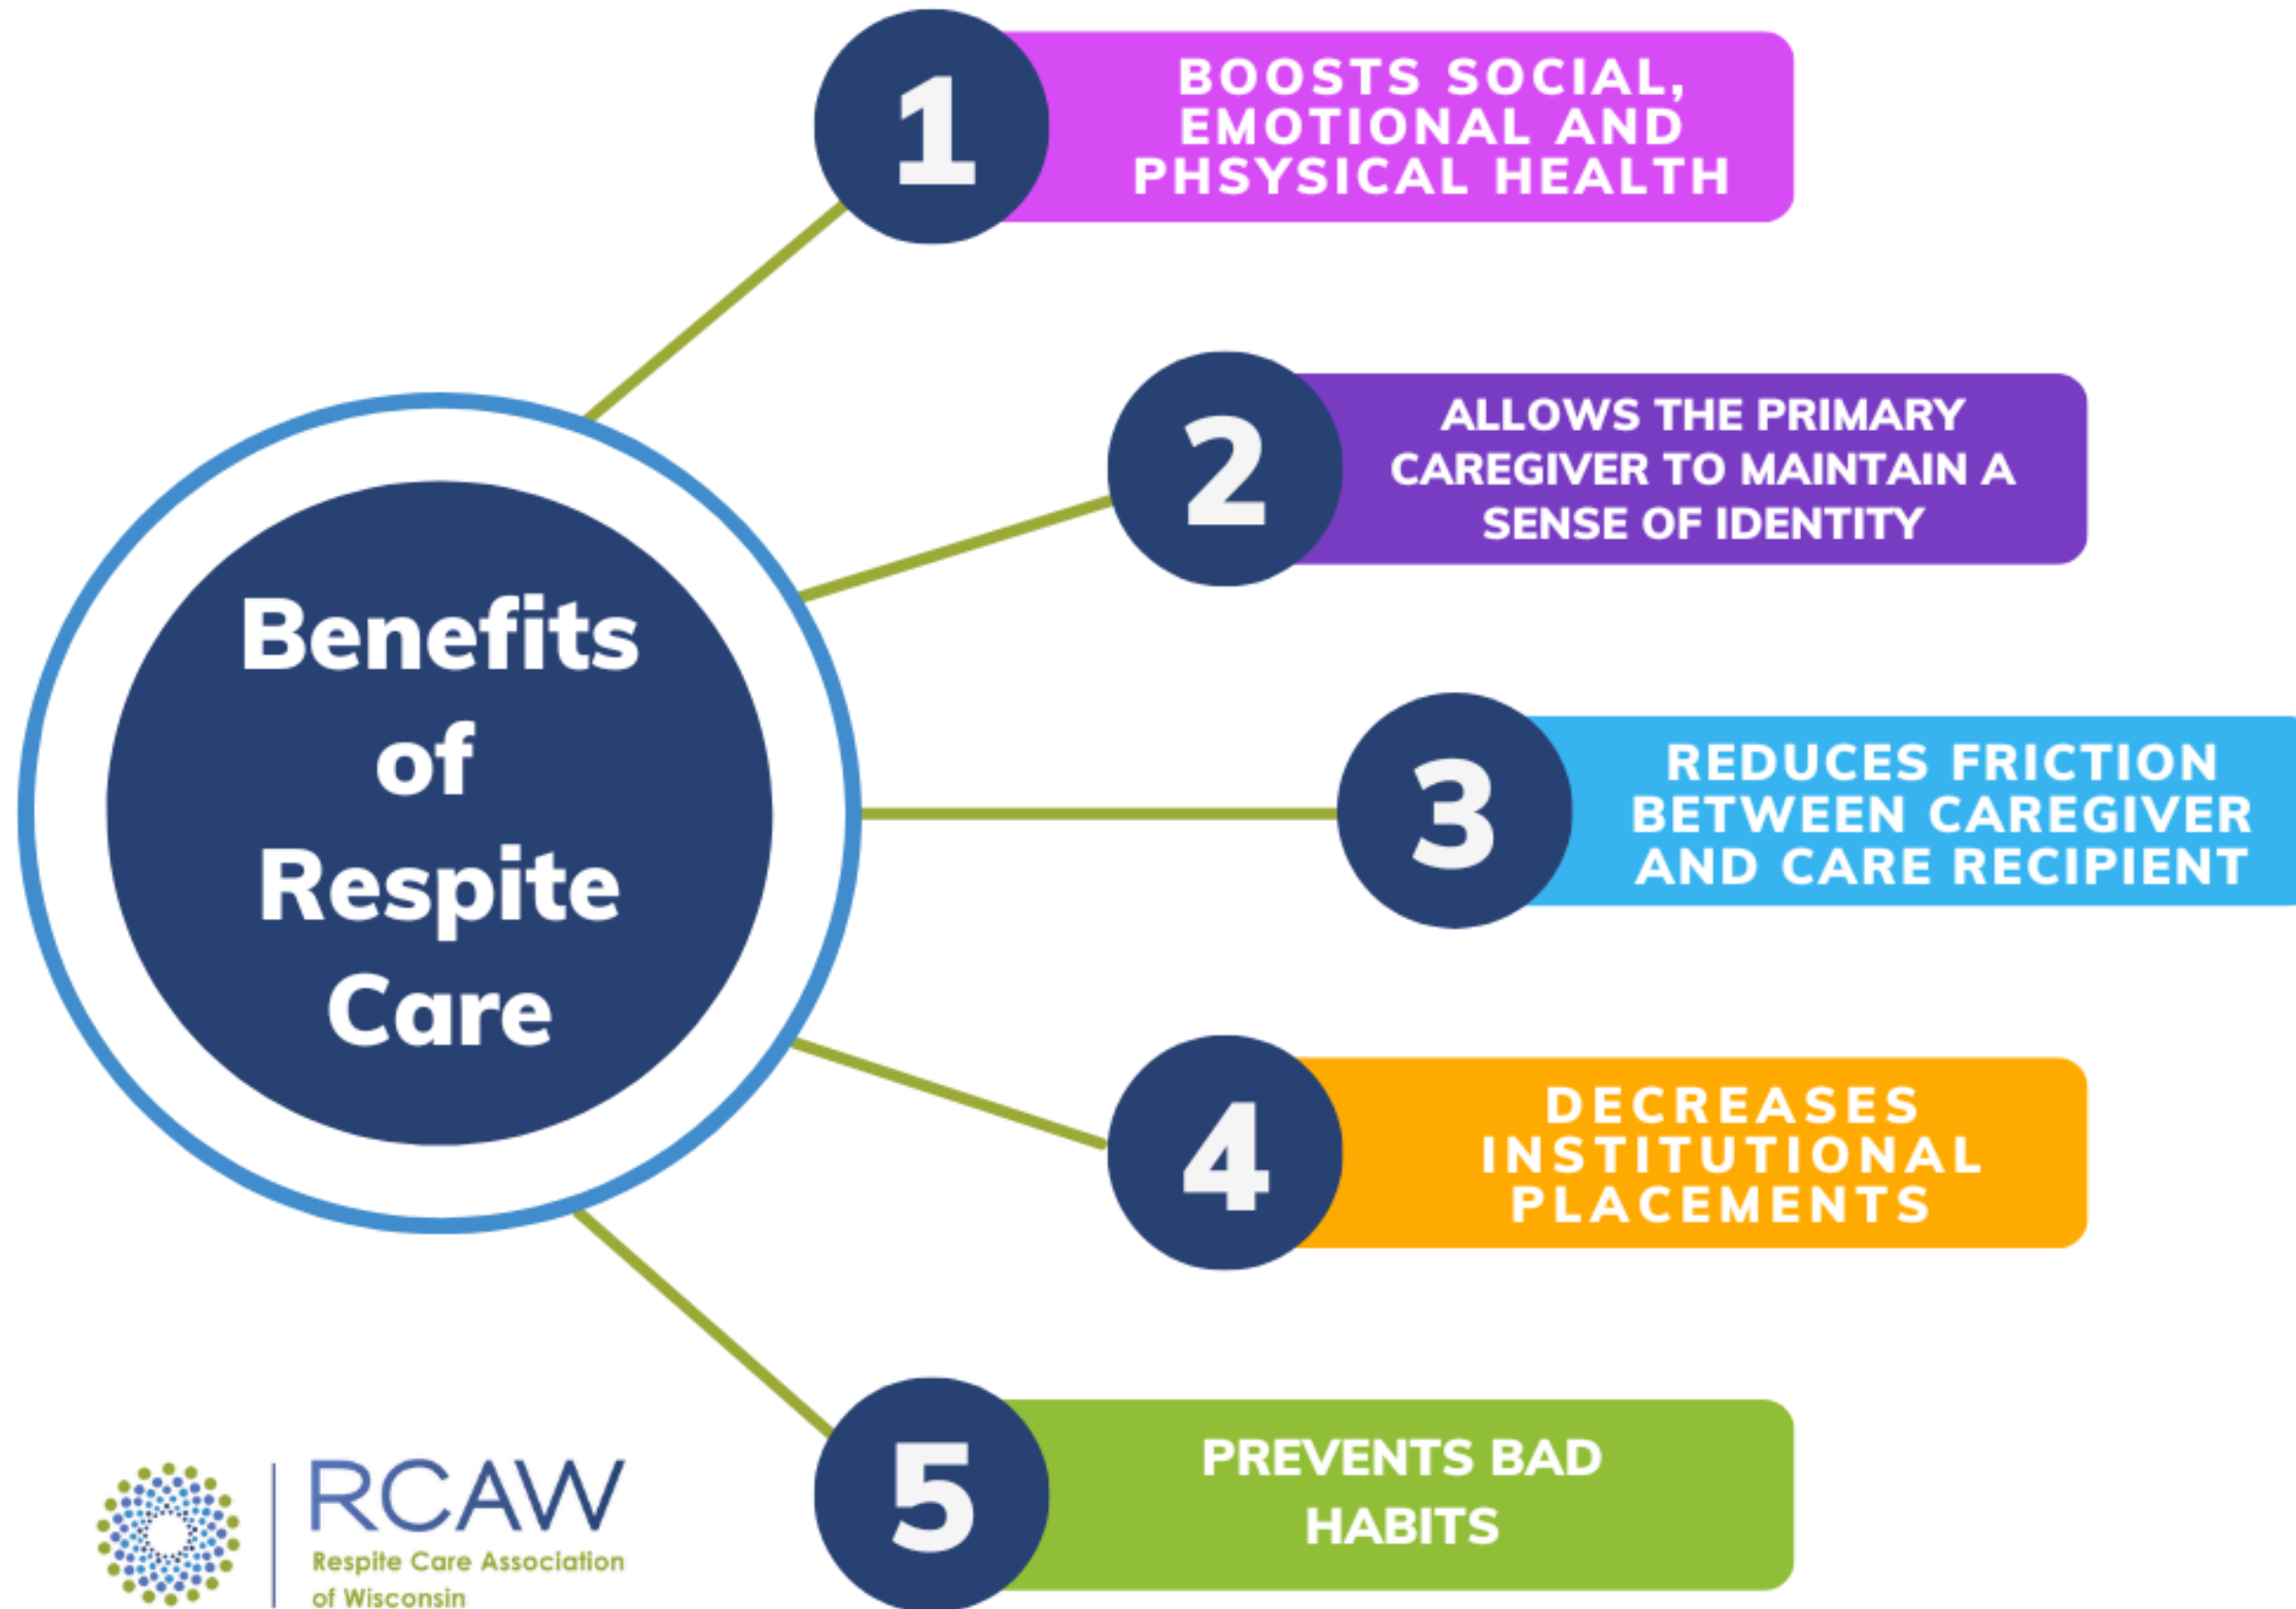 1
BOOSTS SOCIAL,
EMOTIONAL AND
PHSYSICAL HEALTH
2
ALLOWS THE PRIMARY
CAREGIVER TO MAINTAIN A
SENSE OF IDENTITY
Benefits
of
Respite
Care
3
REDUCES FRICTION
BETWEEN CAREGIVER
AND CARE RECIPIENT
4
DECREASES
INSTITUTIONAL
PLACEMENTS
5
PREVENTS BAD
HABITS
RCAW
Respite Care Association
of Wisconsin